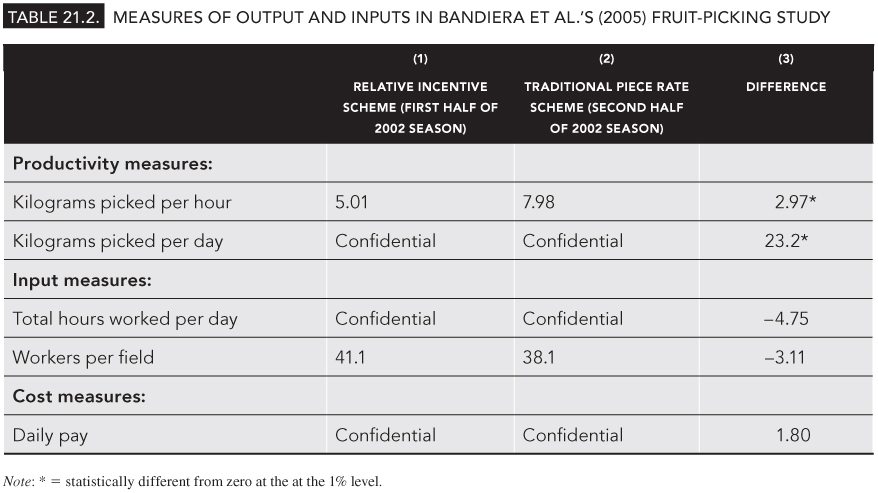 TABLE 21.2. MEASURES OF OUTPUT AND INPUTS IN BANDIERA ET AL.'S (2005) FRUIT-PICKING STUDY
(1) (2) (3)
RELATIVE INCENTIVE TRADITIONAL PIECE RATE DIFFERENCE
SCHEME (FIRST HALF OF SCHEME (SECOND HALF
2002 SEASON) OF 2002 SEASON)
Productivity measures:
Kilograms picked per hour 5.01 7.98 2.97*
Kilograms picked per day Confidential Confidential 23.2*
Input measures:
Total hours worked per day Confidential Confidential –4.75
Workers per field 41.1 38.1 –3.11
Cost measures:
Daily pay Confidential Confidential 1.80
Note: * = statistically different from zero at the at the 1% level.